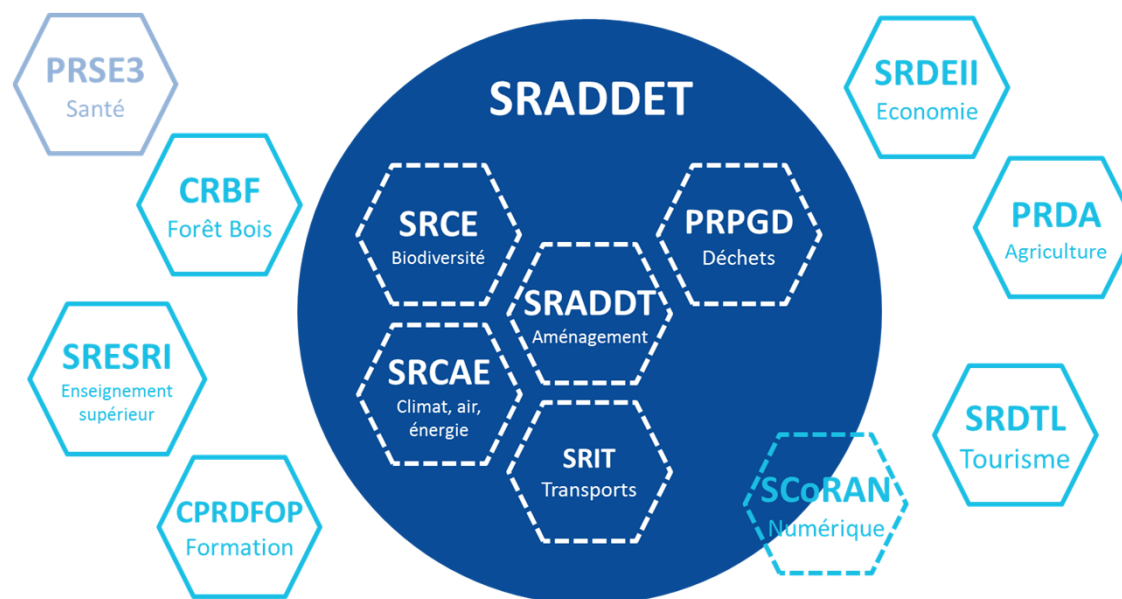 PRSE3
Santé
CRBF
Forêt Bois
SRESRI
Enseignement
supérieur
CPRDFOP
Formation
SRADDET
SRCE
Biodiversité
PRPGD
Déchets
SRADDT
Aménagement
SRCAE
Climat, air,
énergie
SRIT
Transports
SRDEII
Economie
PRDA
Agriculture
SRDTL
Tourisme
SCoRAN
Numérique